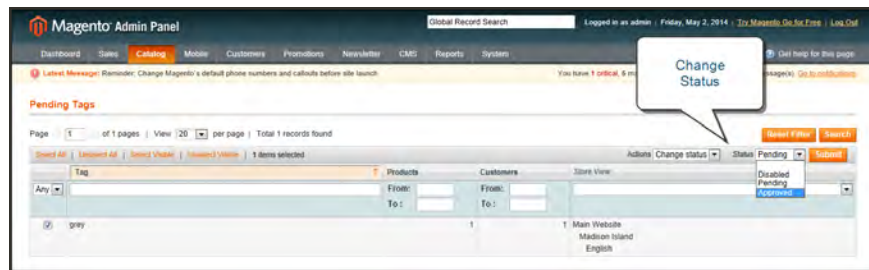 Magento Admin Panel
Global Record Search
Logged in as admin | Friday, May 2, 2014 | Try Magento Go for Free | Log Out
Dashboard Sales Catalog Mobile Customers Promotions Newsletter CMS Reports System
Get help for this page
Latest Message: Reminder: Change Magento's default phone numbers and callouts before site launch
You have 1 critical, 5
Go to notifications
Change
Status
Pending Tags
Page 1 of 1 pages | View 20 per page | Total 1 records found
Reset Filter Search
Select All | Unselect All | Select Visible | Unselect Visible | 1 items selected
Actions Change status Status Pending Submit
Disabled
Pending
Approved
Tag Products Customers Store View
Any From: From:
To : To :
grey 1 1 Main Website
Madison Island
English